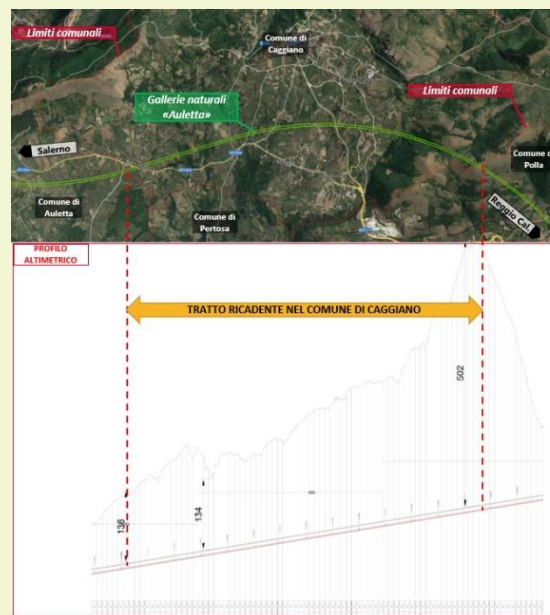 Limiti comunali
Comune di
Caggiano
Gallerie naturali
«Auletta»
Limiti comunali
Salerno
Comune di
Polla
Comune di
Auletta
Comune di
Pertosa
Reggio Cal.
PROFILO
ALTIMETRICO
TRATTO RICADENTE NEL COMUNE DI CAGGIANO
502
136
134